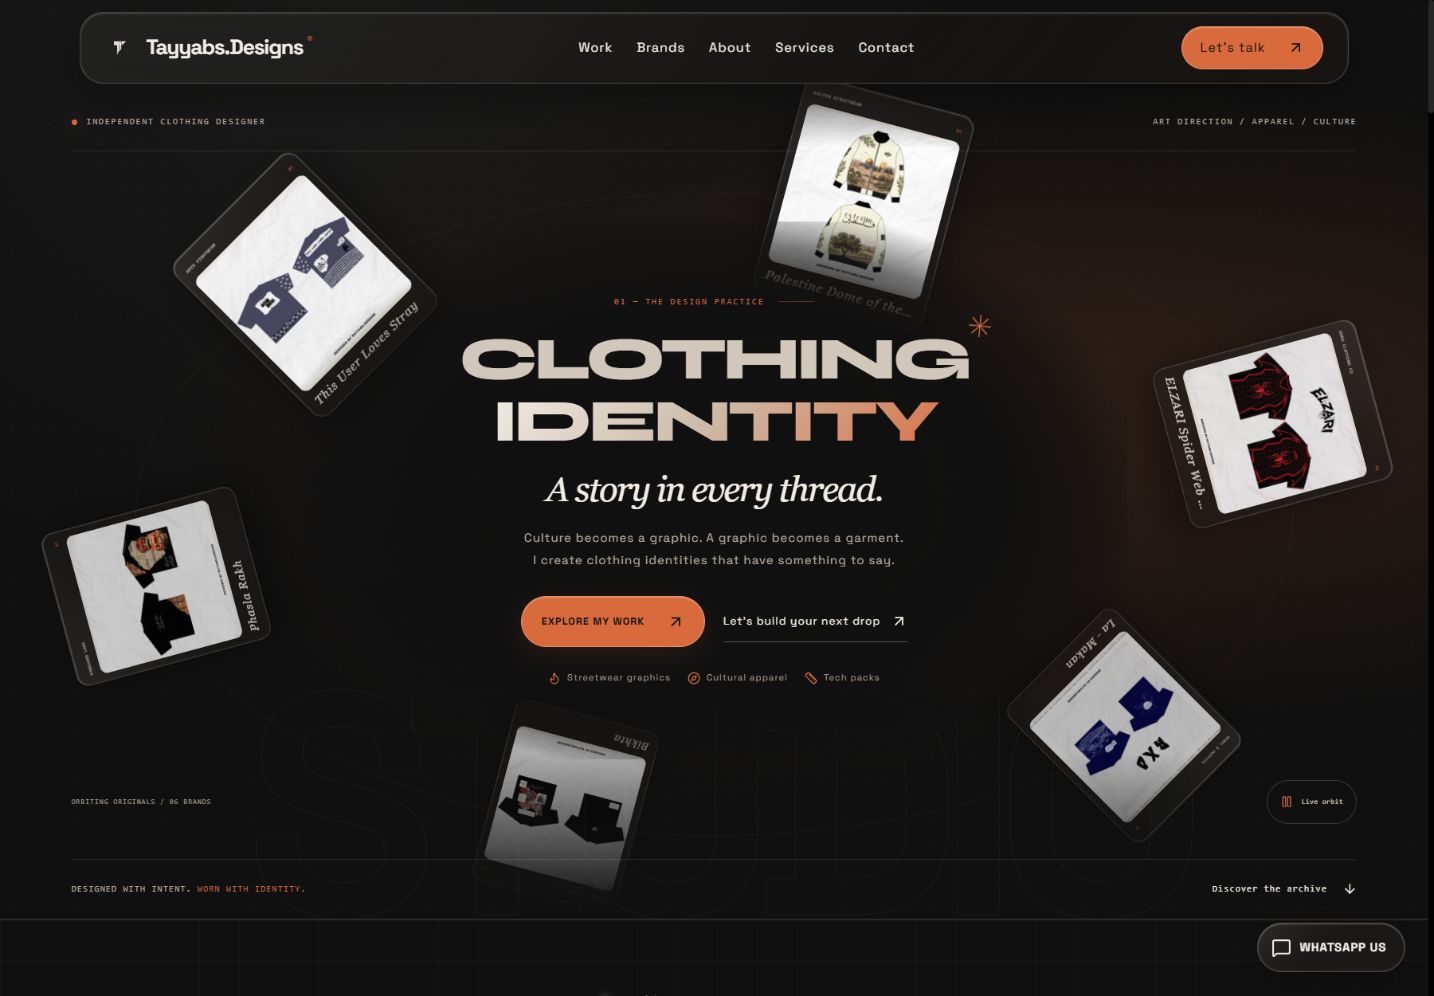 Tayyabs.Designs
Work
Brands
About
Services
Contact
Let's talk
INDEPENDENT CLOTHING DESIGNER
ART DIRECTION / APPAREL / CULTURE
This User Loves Stray
Palestine Dome of the...
ELZARI Spider Web ...
ELZARI
Phasla Rakh
01 — THE DESIGN PRACTICE
CLOTHING
IDENTITY
A story in every thread.
Culture becomes a graphic. A graphic becomes a garment.
I create clothing identities that have something to say.
EXPLORE MY WORK
Let's build your next drop
Streetwear graphics
Cultural apparel
Tech packs
La - Makan
Bikhta
STUDIO
ORBITING ORIGINALS / 06 BRANDS
Live orbit
DESIGNED WITH INTENT. WORN WITH IDENTITY.
Discover the archive
WHATSAPP US